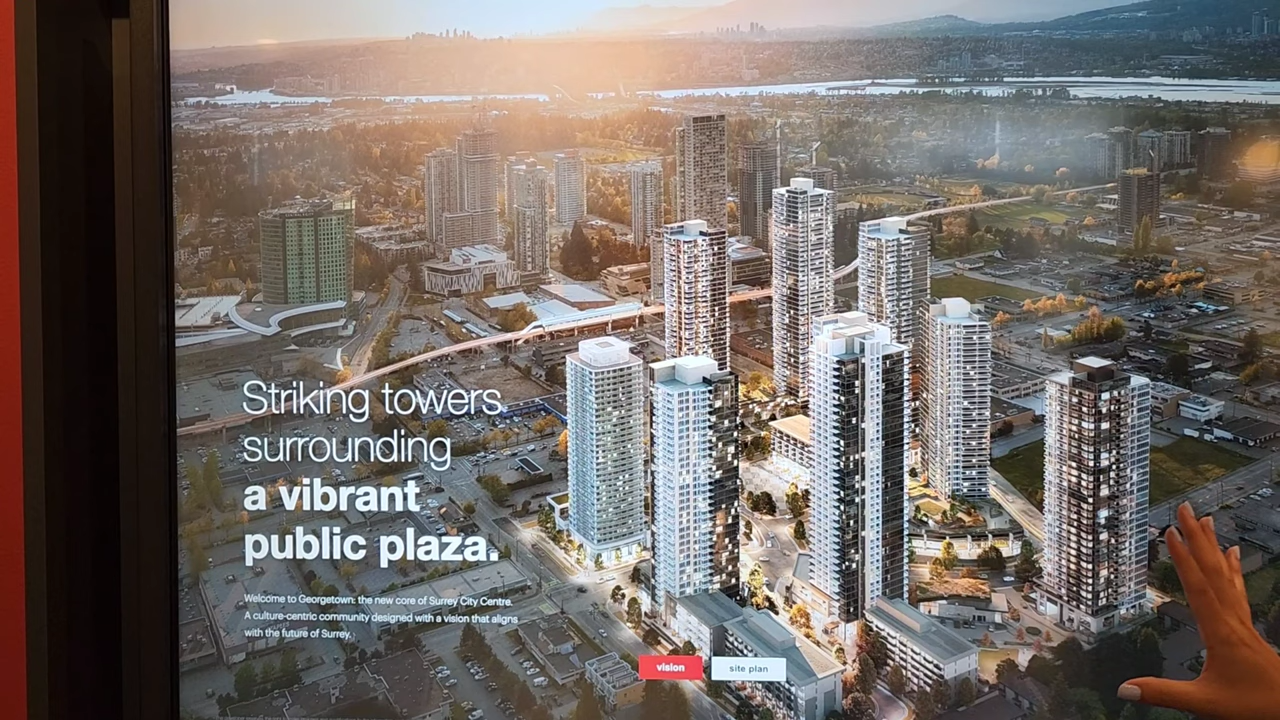 Striking towers
surrounding
a vibrant
public plaza.
Welcome to Georgetown: the new core of Surrey City Centre.
A culture-centric community designed with a vision that aligns
with the future of Surrey.
vision
site plan